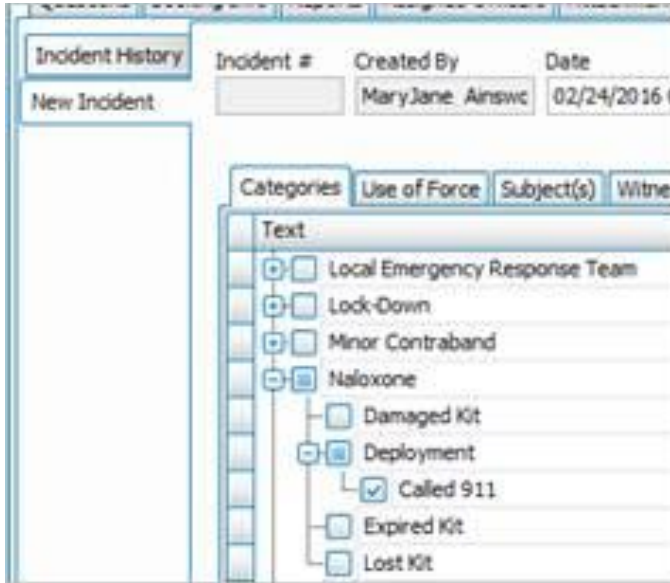 Incident History
New Incident
Incident # Created By Date
MaryJane Ainswc 02/24/2016
Categories Use of Force Subject(s) Witne
Text
Local Emergency Response Team
Lock-Down
Minor Contraband
Naloxone
Damaged Kit
Deployment
Called 911
Expired Kit
Lost Kit